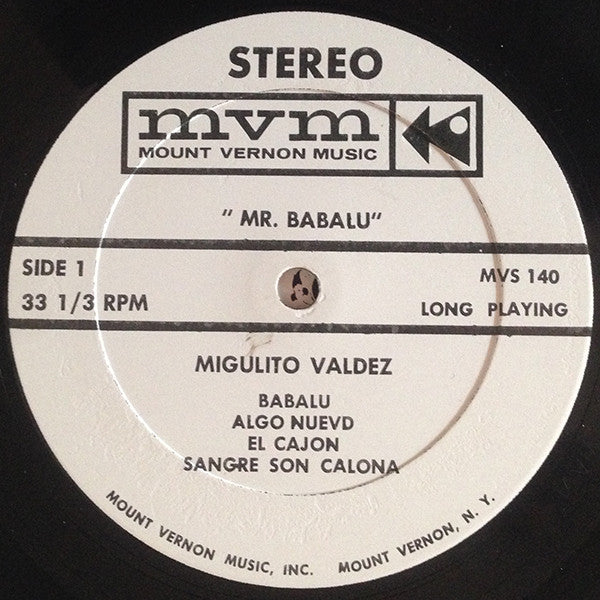 STEREO
mvm
MOUNT VERNON MUSIC
" MR. BABALU"
SIDE 1
33 1/3 RPM
MVS 140
LONG PLAYING
MIGULITO VALDEZ
BABALU
ALGO NUEVD
EL CAJON
SANGRE SON CALONA
MOUNT VERNON MUSIC, INC. MOUNT VERNON, N. Y.